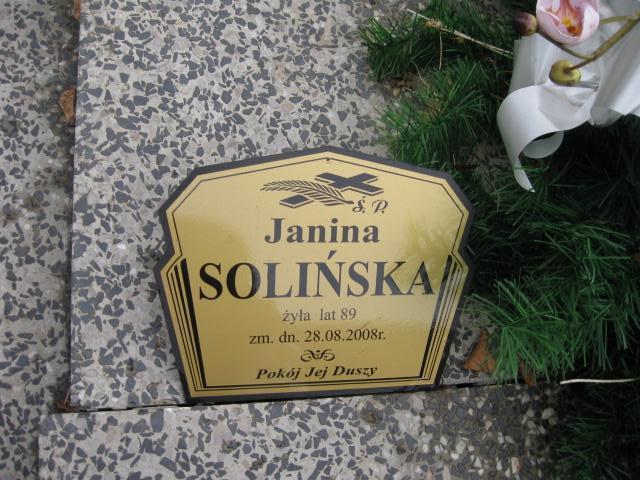 Ś. P.
Janina
SOLIŃSKA
żyła lat 89
zm. dn. 28.08.2008r.
Pokój Jej Duszy